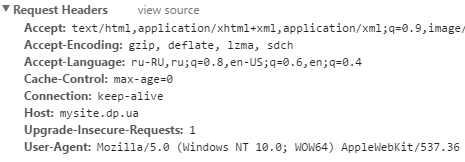 Request Headers view source
Accept: text/html,application/xhtml+xml,application/xml;q=0.9,image/
Accept-Encoding: gzip, deflate, lzma, sdch
Accept-Language: ru-RU,ru;q=0.8,en-US;q=0.6,en;q=0.4
Cache-Control: max-age=0
Connection: keep-alive
Host: mysite.dp.ua
Upgrade-Insecure-Requests: 1
User-Agent: Mozilla/5.0 (Windows NT 10.0; WOW64) AppleWebKit/537.36